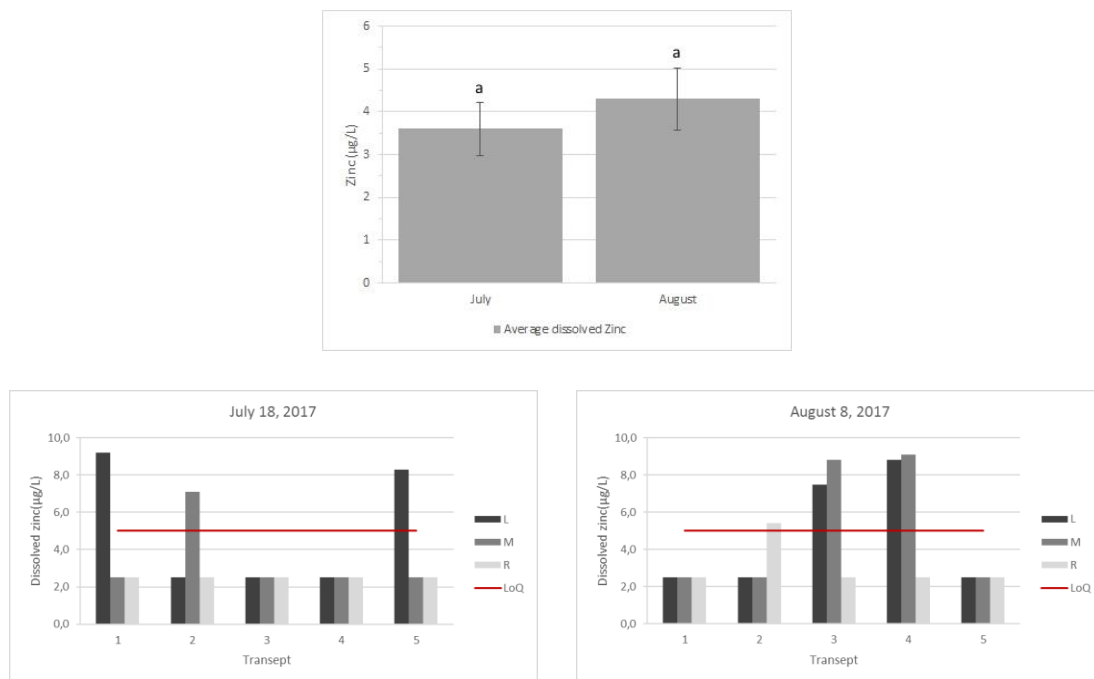 6
5
4
3
2
1
0
Zinc (µg/L)
a
a
July
August
Average dissolved Zinc
July 18, 2017
10,0
8,0
6,0
4,0
2,0
0,0
Dissolved zinc(µg/L)
1
2
3
4
5
Transept
L
M
R
LoQ
August 8, 2017
10,0
8,0
6,0
4,0
2,0
0,0
Dissolved zinc(µg/L)
1
2
3
4
5
Transept
L
M
R
LoQ